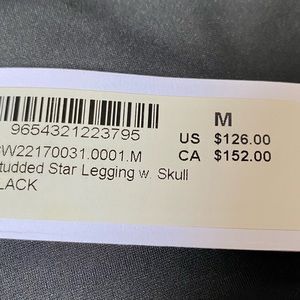 M
9654321223795
US $126.00
W22170031.0001.M
CA $152.00
tudded Star Legging w Skull
LACK